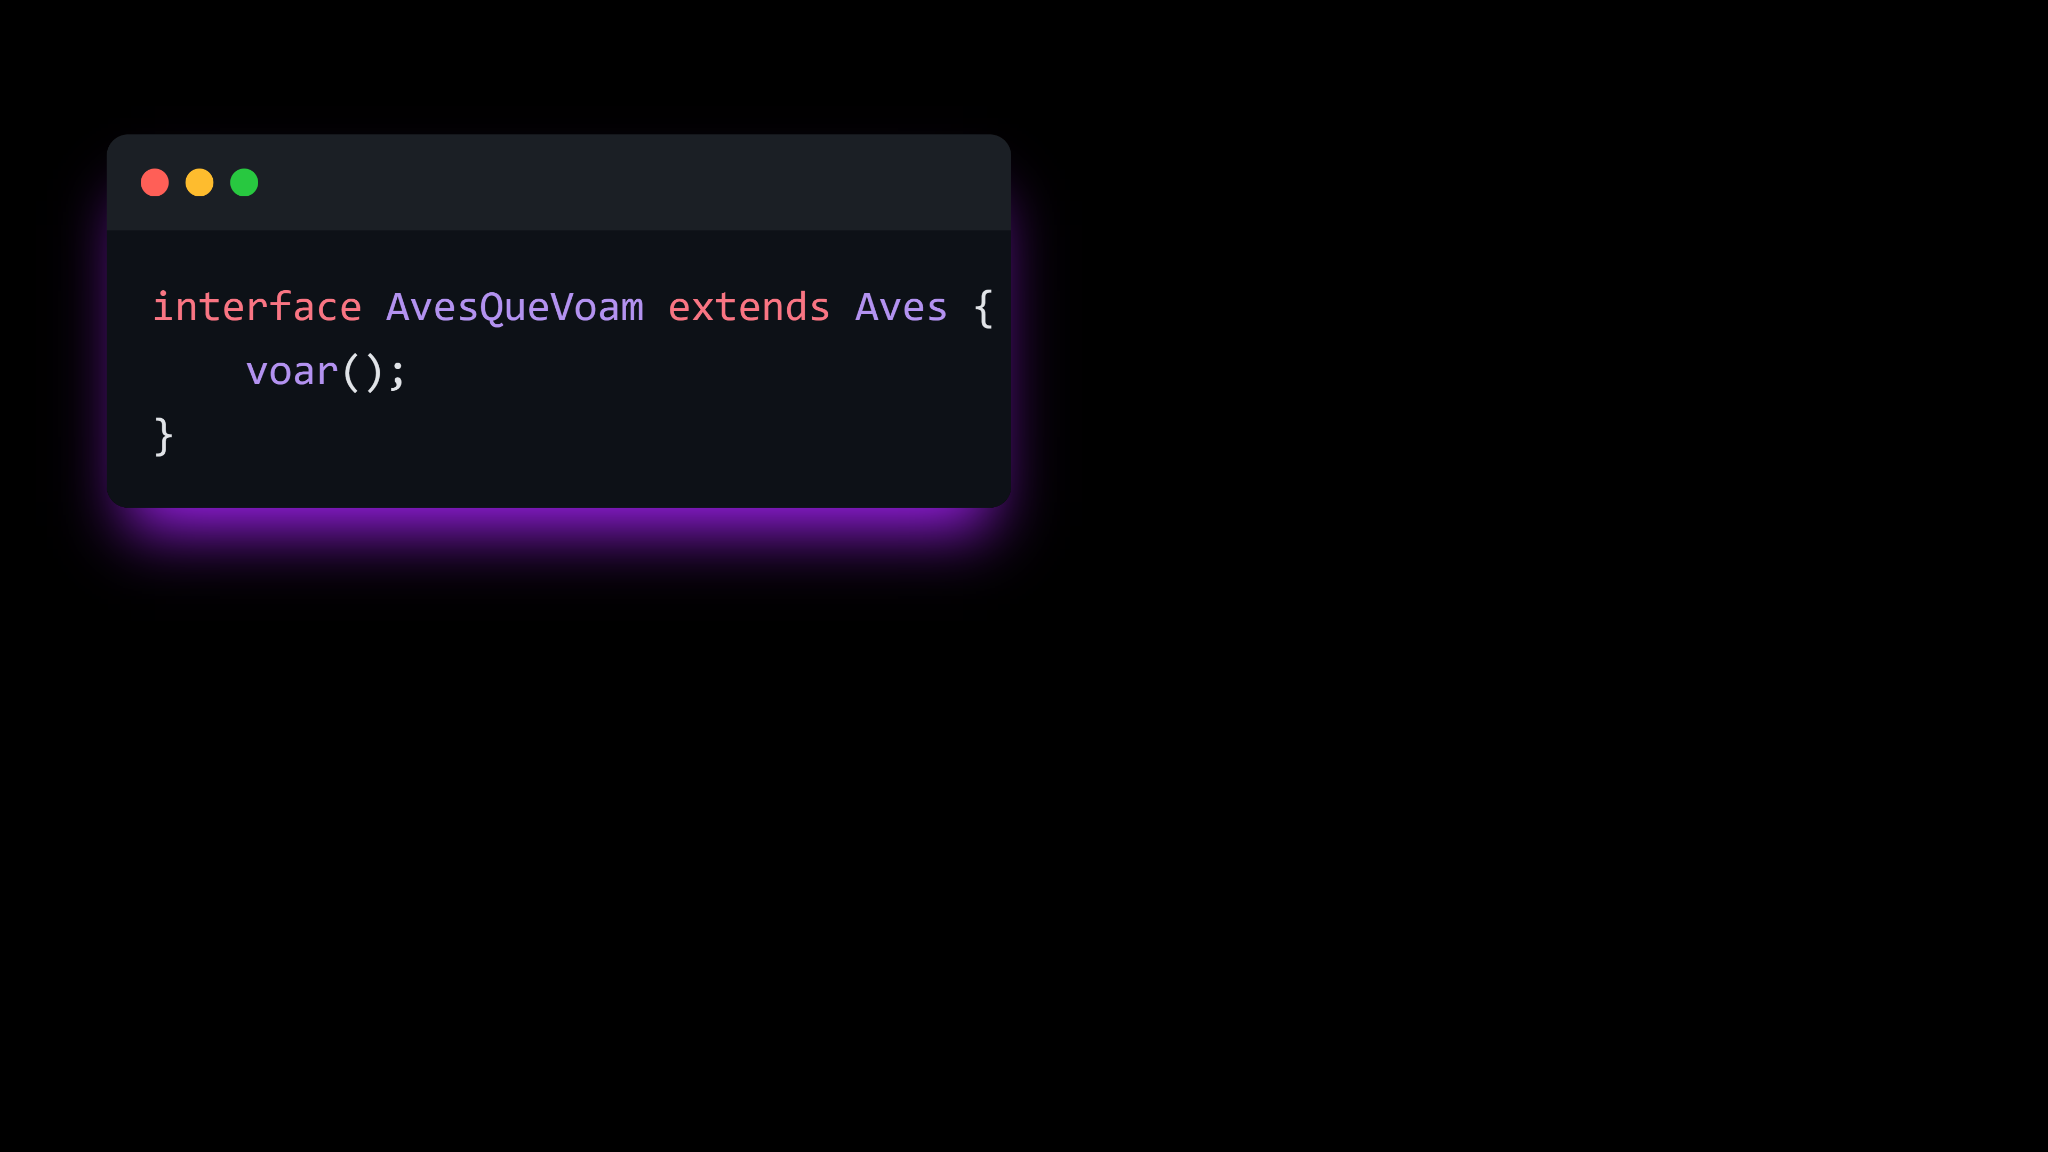 interface AvesQueVoam extends Aves {
    voar();
}